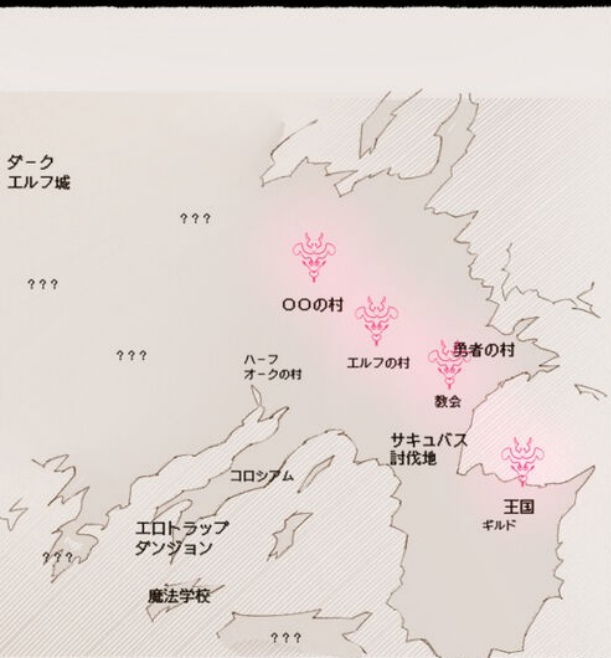 ダーク
エルフ城
???
???
〇〇の村
???
エルフの村
勇者の村
ハーフ
オークの村
教会
サキュバス
討伐地
コロシアム
王国
ギルド
エロトラップ
ダンジョン
???
魔法学校
???